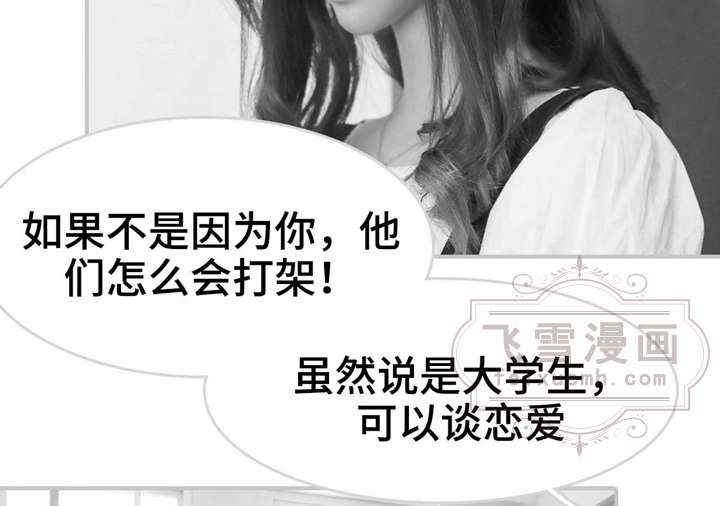 如果不是因为你，他
们怎么会打架！
飞雪漫画
虽然说是大学生，
可以谈恋爱